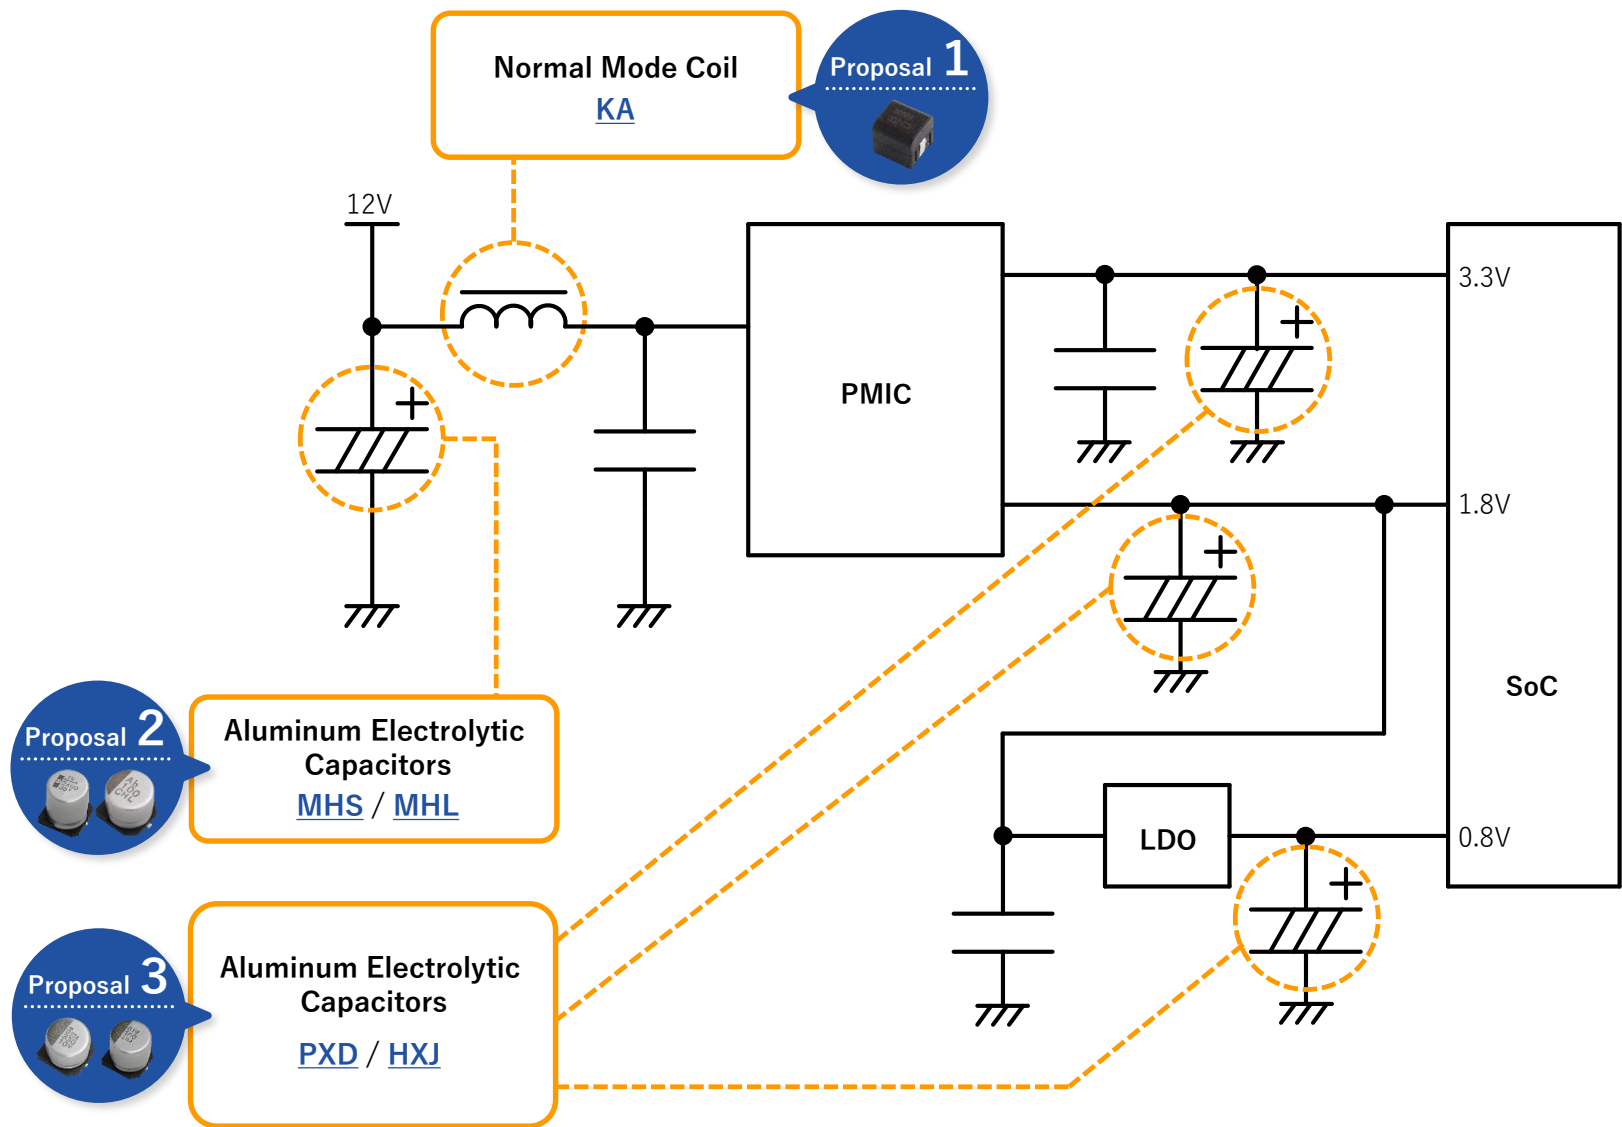 Normal Mode Coil
KA
Proposal 1
12V
PMIC
3.3V
1.8V
SoC
0.8V
LDO
Proposal 2
Aluminum Electrolytic
Capacitors
MHS / MHL
Proposal 3
Aluminum Electrolytic
Capacitors
PXD / HXJ